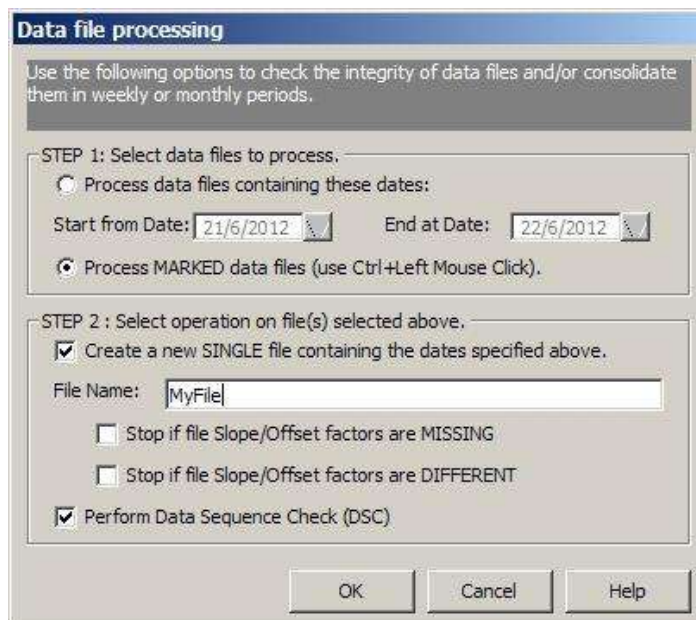 Data file processing
Use the following options to check the integrity of data files and/or consolidate
them in weekly or monthly periods.
STEP 1: Select data files to process.
Process data files containing these dates:
Start from Date: 21/6/2012 End at Date: 22/6/2012
Process MARKED data files (use Ctrl+Left Mouse Click).
STEP 2 : Select operation on file(s) selected above.
Create a new SINGLE file containing the dates specified above.
File Name: MyFile
Stop if file Slope/Offset factors are MISSING
Stop if file Slope/Offset factors are DIFFERENT
Perform Data Sequence Check (DSC)
OK Cancel Help